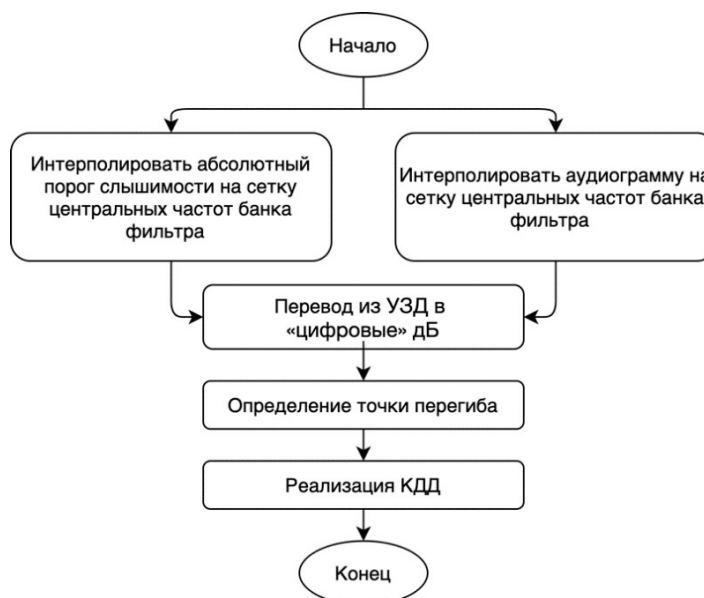 Начало
Интерполировать абсолютный
порог слышимости на сетку
центральных частот банка
фильтра
Интерполировать аудиограмму на
сетку центральных частот банка
фильтра
Перевод из УЗД в
«цифровые» дБ
Определение точки перегиба
Реализация КДД
Конец